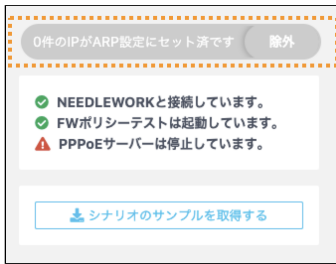 0件のIPがARP設定にセット済です 除外
NEEDLEWORKと接続しています。
FWポリシーテストは起動しています。
PPPoEサーバーは停止しています。
シナリオのサンプルを取得する